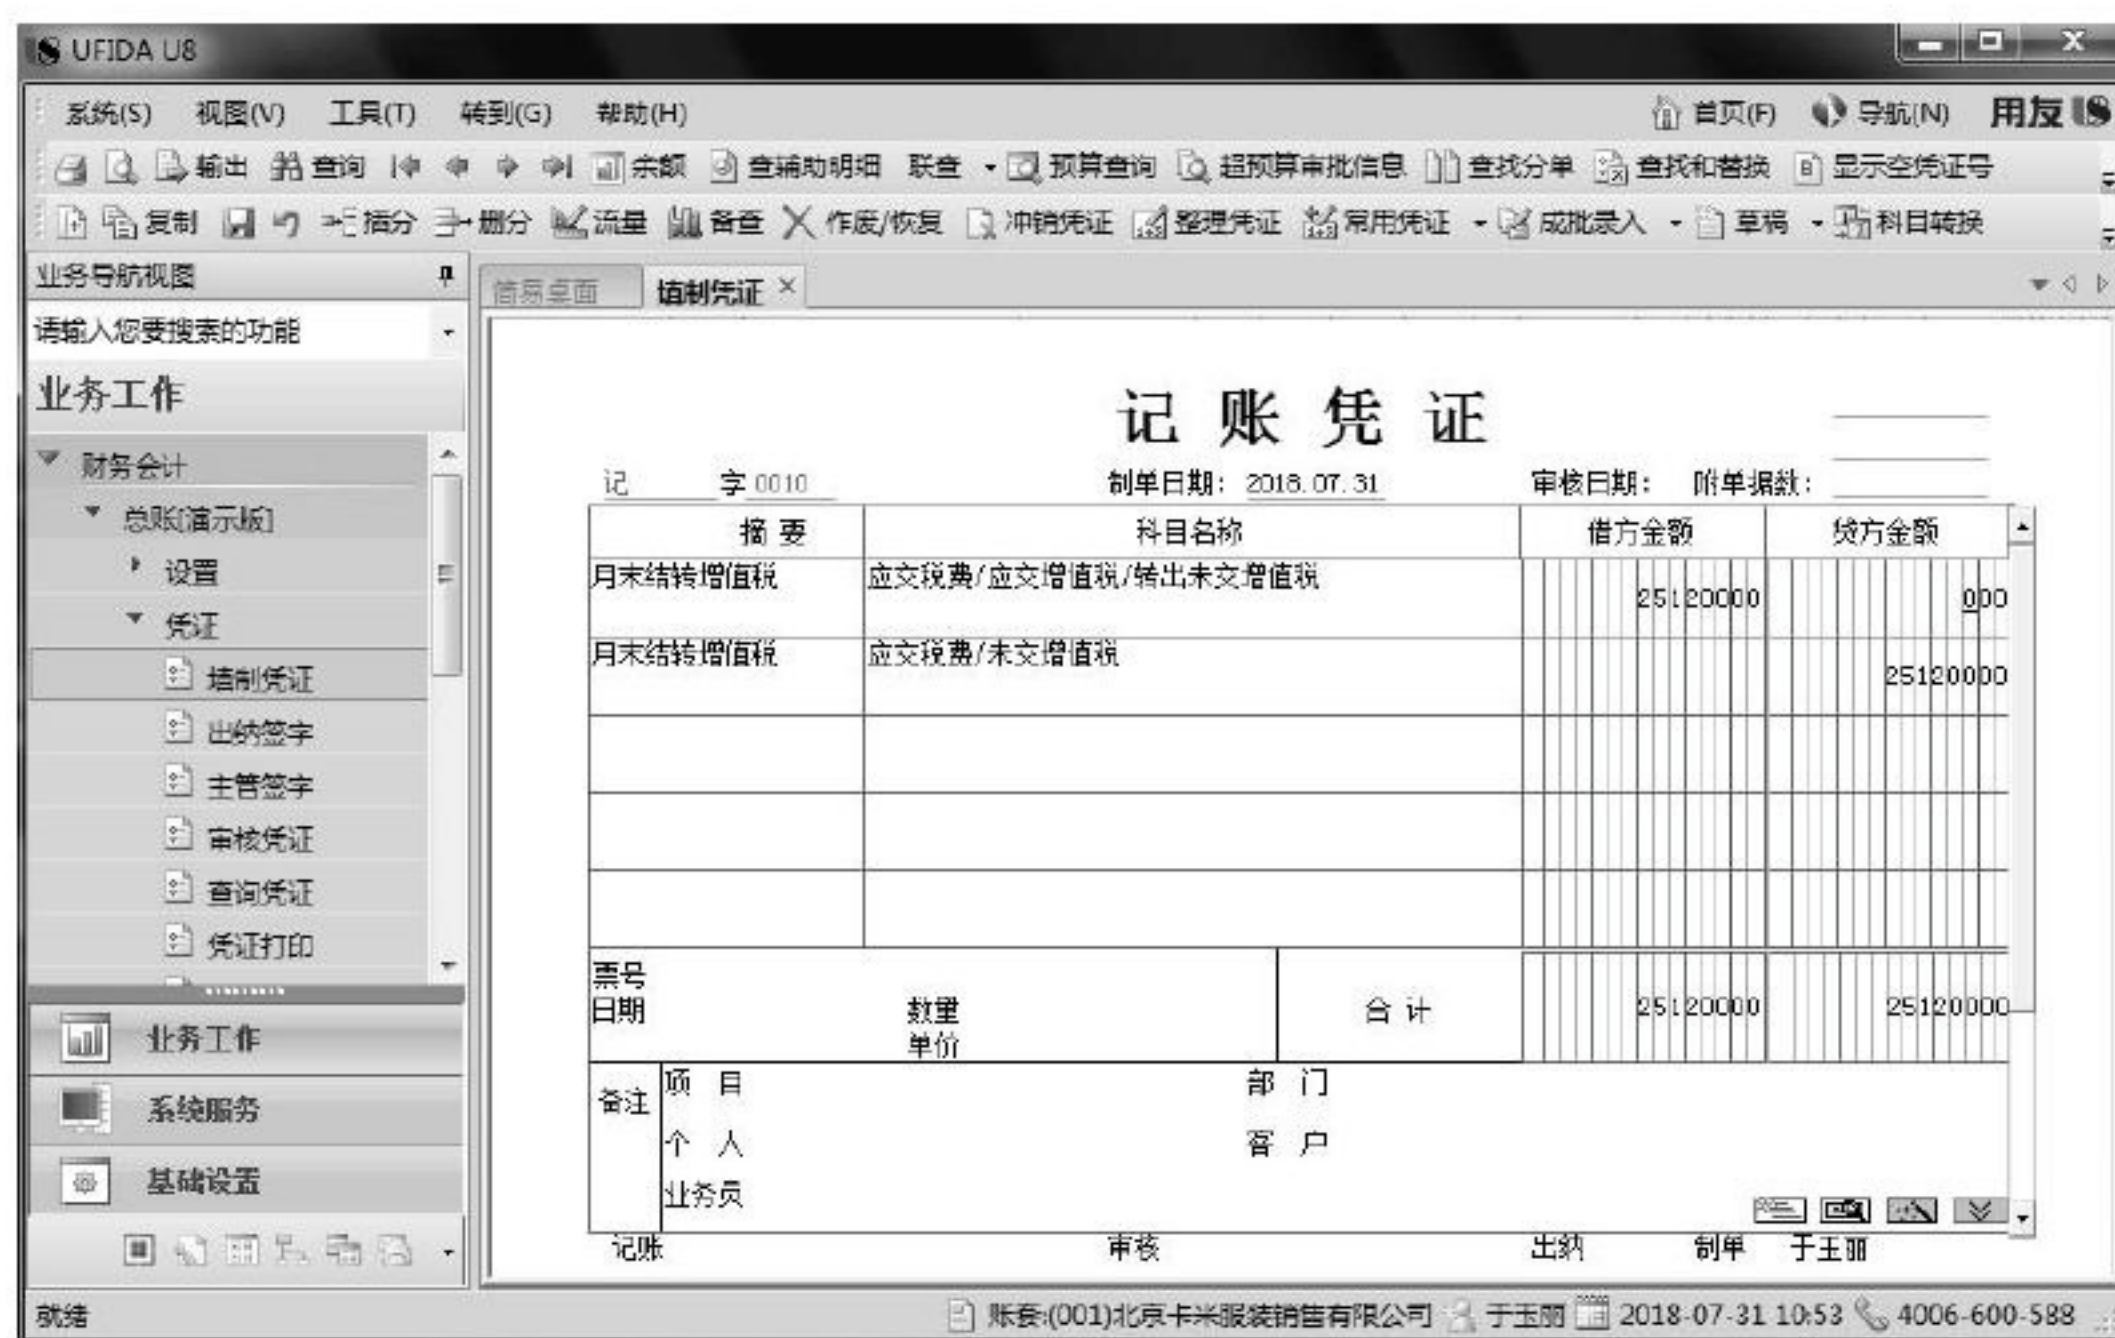 UFIDA U8
系统(S) 视图(V) 工具(T) 转到(G) 帮助(H) 首页(F) 导航(N) 用友U8
输出 查询 余额 查辅助明细 联查 预算查询 超预算审批信息 查找分单 查找和替换 显示空凭证号
复制 插分 删分 流量 备查 作废/恢复 冲销凭证 整理凭证 常用凭证 成批录入 草稿 科目转换
业务导航视图
简易桌面 填制凭证
请输入您要搜索的功能
业务工作
财务会计
总账[演示版]
设置
凭证
填制凭证
出纳签字
主管签字
审核凭证
查询凭证
凭证打印
业务工作
系统服务
基础设置
记 账 凭 证
记 字 0010 制单日期: 2018.07.31 审核日期: 附单据数:
摘 要 科目名称 借方金额 贷方金额
月末结转增值税 应交税费/应交增值税/转出未交增值税 25120000 000
月末结转增值税 应交税费/未交增值税 25120000
票号
日期 数量 合 计 25120000 25120000
单价
备注 项 目 部 门
个 人 客 户
业务员
记账 审核 出纳 制单 于玉丽
就绪 账套:(001)北京卡米服装销售有限公司 于玉丽 2018-07-31 10:53 4006-600-588